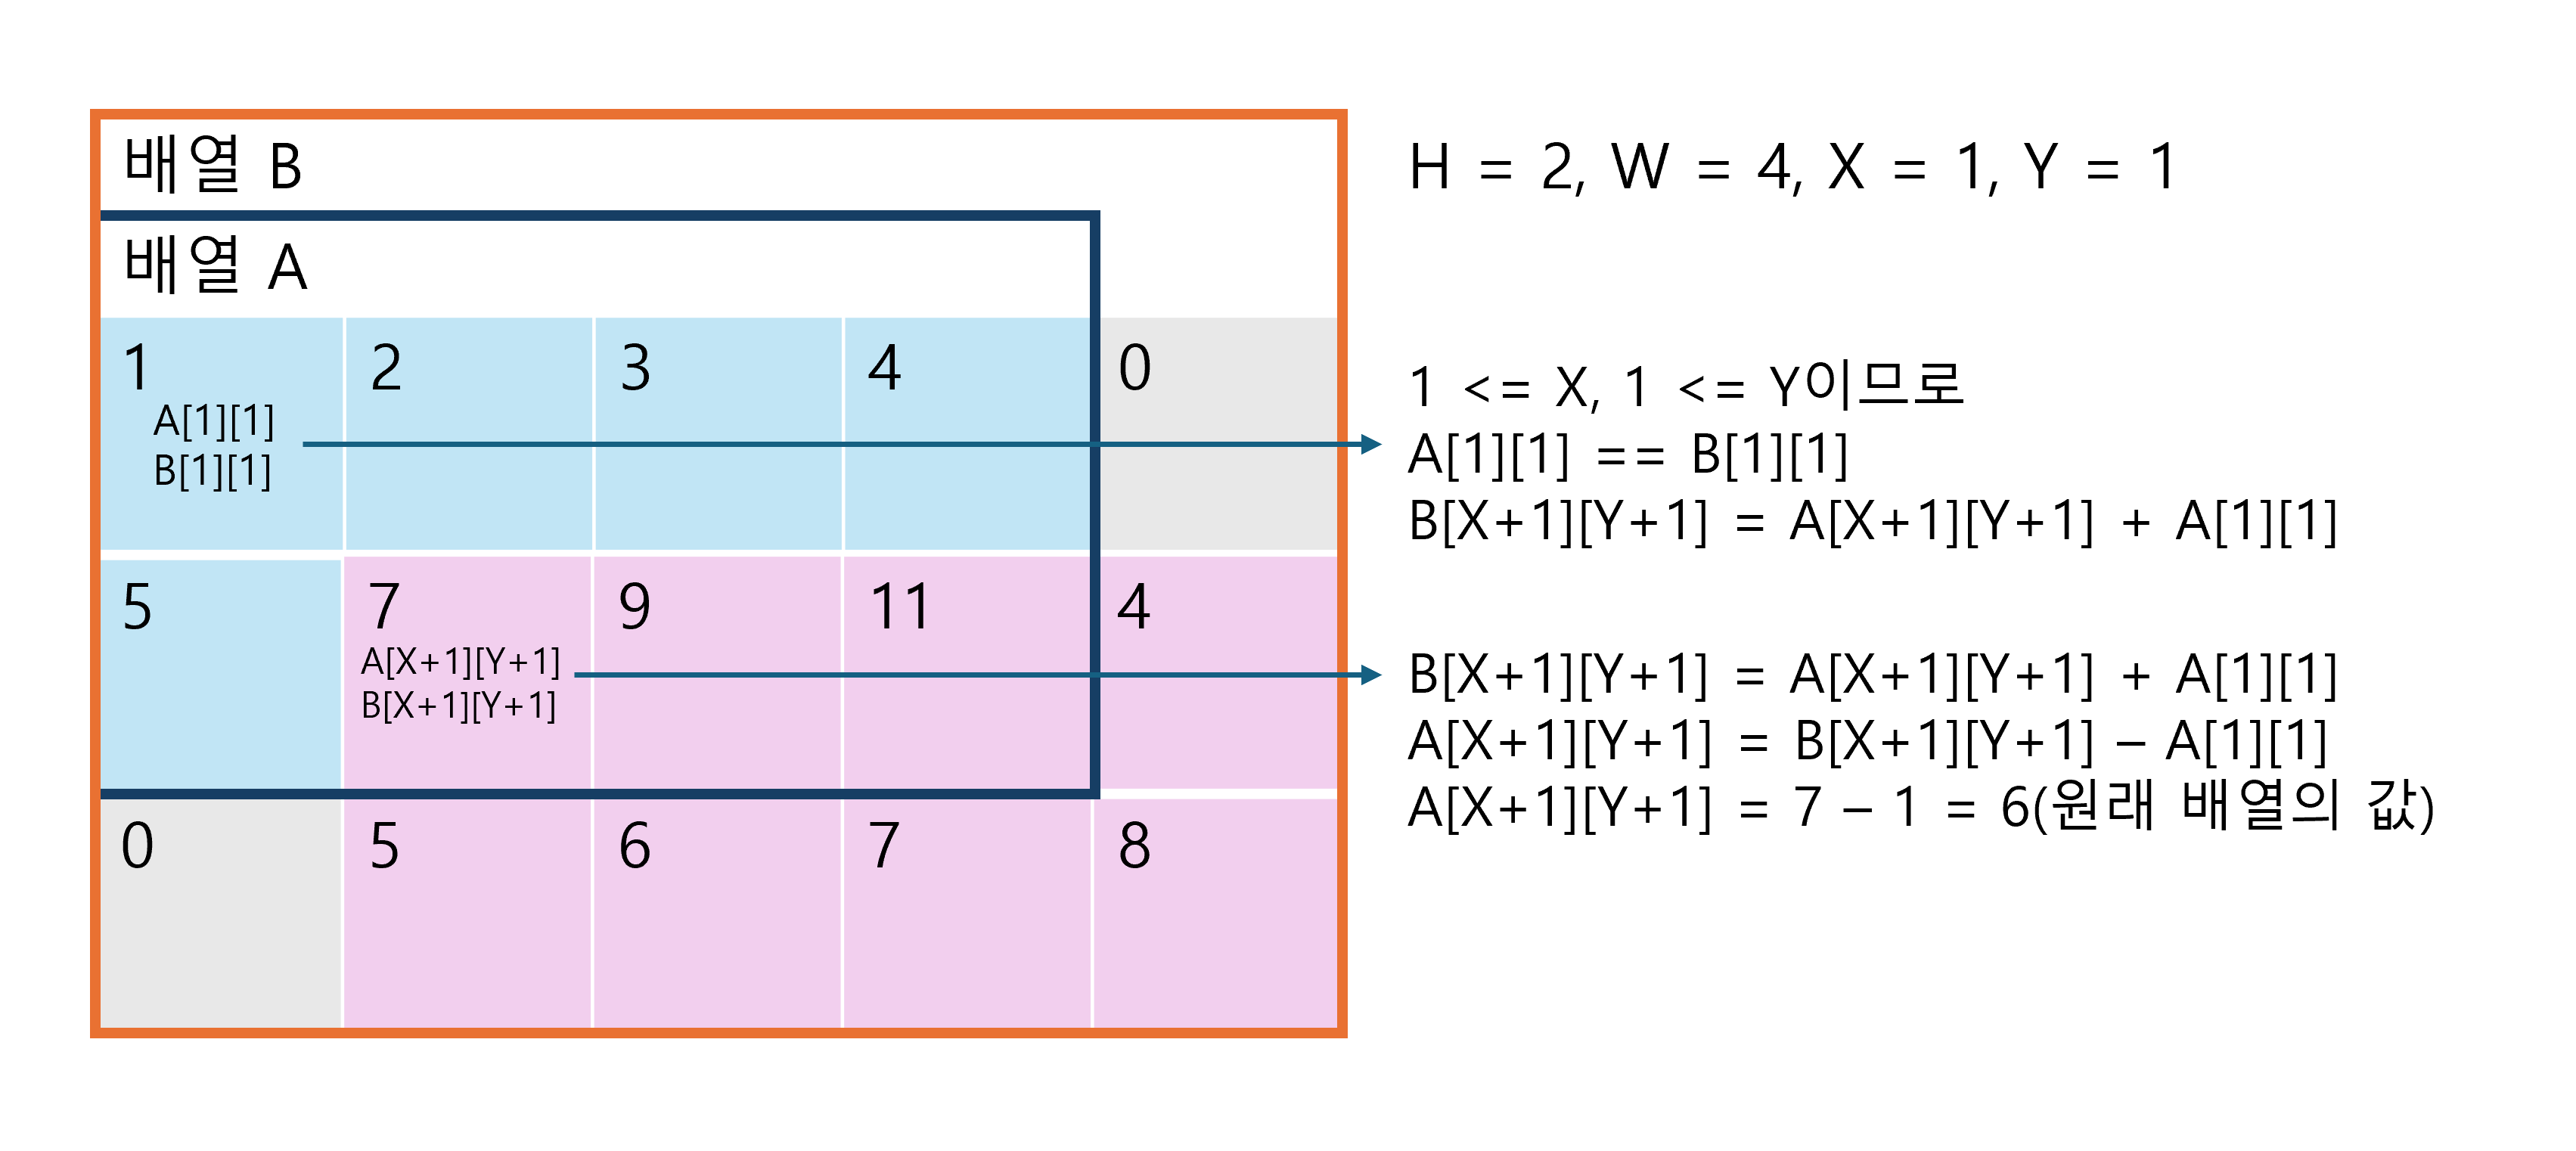 배열 B
배열 A
1 2 3 4 0
A[1][1]
B[1][1]
5 7 9 11 4
A[X+1][Y+1]
B[X+1][Y+1]
0 5 6 7 8
H = 2, W = 4, X = 1, Y = 1
1 <= X, 1 <= Y이므로
A[1][1] == B[1][1]
B[X+1][Y+1] = A[X+1][Y+1] + A[1][1]
B[X+1][Y+1] = A[X+1][Y+1] + A[1][1]
A[X+1][Y+1] = B[X+1][Y+1] – A[1][1]
A[X+1][Y+1] = 7 – 1 = 6(원래 배열의 값)